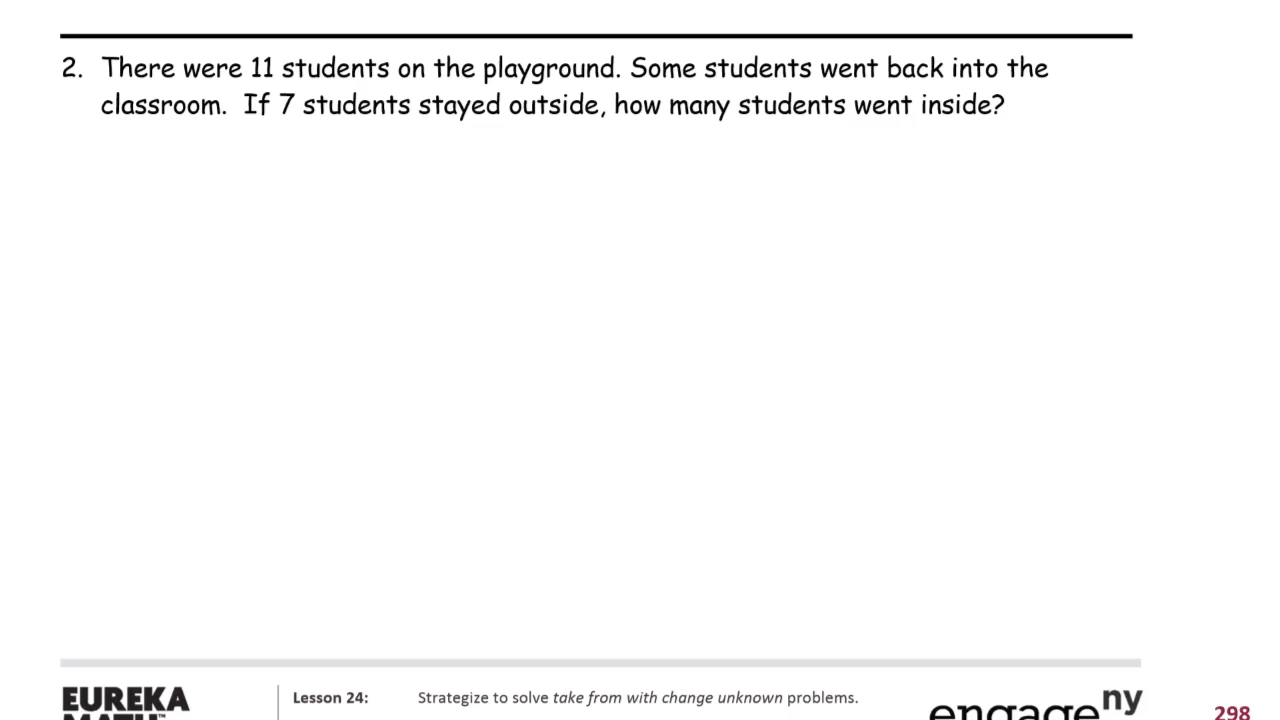 2. There were 11 students on the playground. Some students went back into the
classroom. If 7 students stayed outside, how many students went inside?
EUREKA
MATH™
Lesson 24: Strategize to solve take from with change unknown problems.
engage ny
298